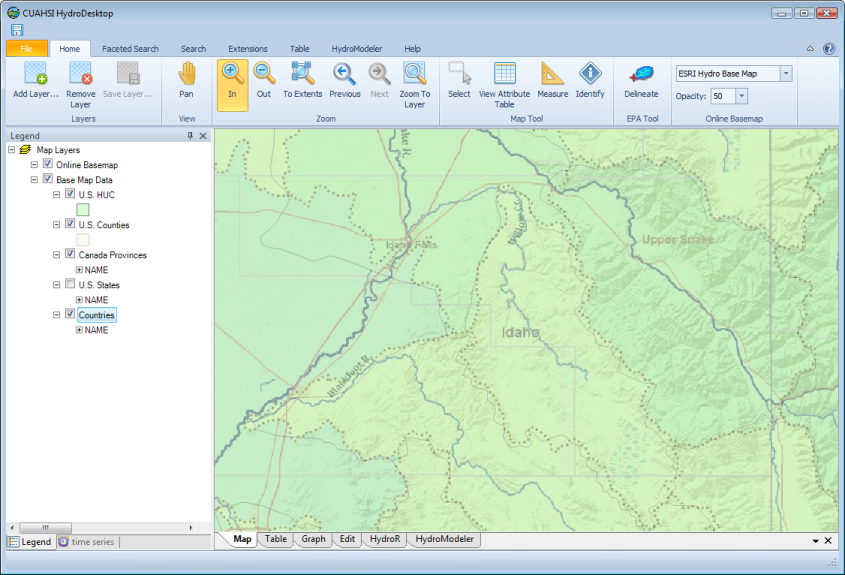 CUAHSI HydroDesktop
File Home Faceted Search Search Extensions Table HydroModeler Help
Add Layer... Remove Layer Save Layer... Pan In Out To Extents Previous Next Zoom To Layer Select View Attribute Table Measure Identify Delineate
ESRI Hydro Base Map
Opacity: 50
Layers View Zoom Map Tool EPA Tool Online Basemap
Legend
Map Layers
Online Basemap
Base Map Data
U.S. HUC
U.S. Counties
Canada Provinces
NAME
U.S. States
NAME
Countries
NAME
Idaho Falls
Upper Snake
Idaho
Blackfoot R.
Legend time series
Map Table Graph Edit HydroR HydroModeler